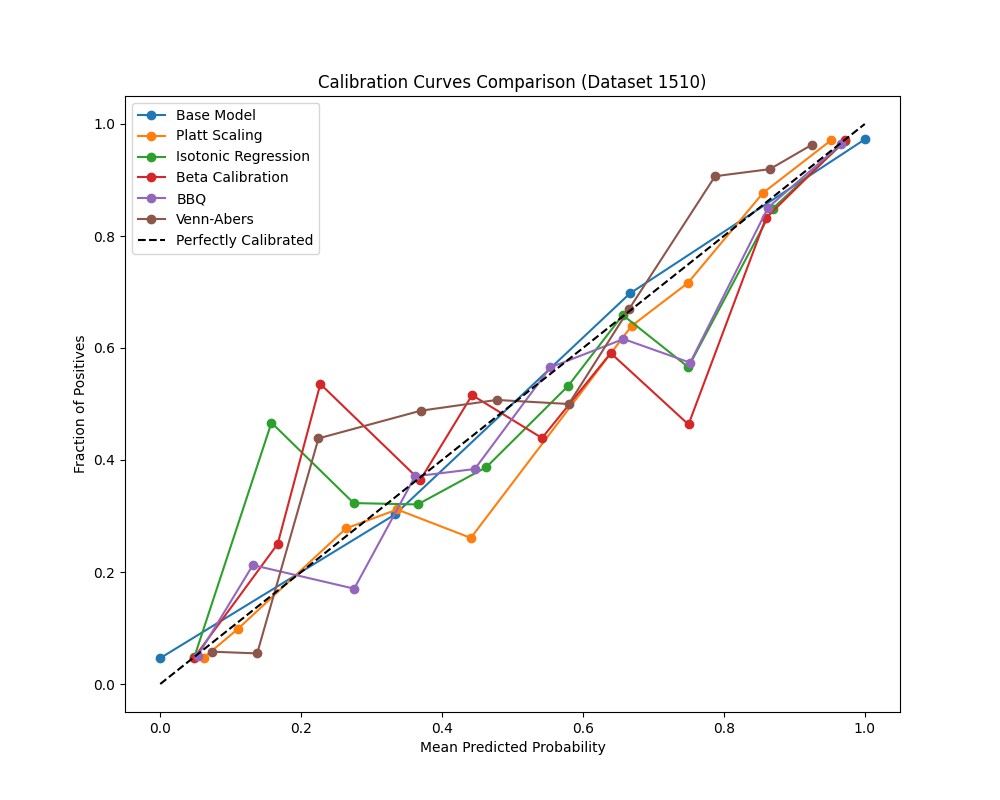 Calibration Curves Comparison (Dataset 1510)
Base Model
Platt Scaling
Isotonic Regression
Beta Calibration
BBQ
Venn-Abers
Perfectly Calibrated
Fraction of Positives
1.0
0.8
0.6
0.4
0.2
0.0
0.0 0.2 0.4 0.6 0.8 1.0
Mean Predicted Probability